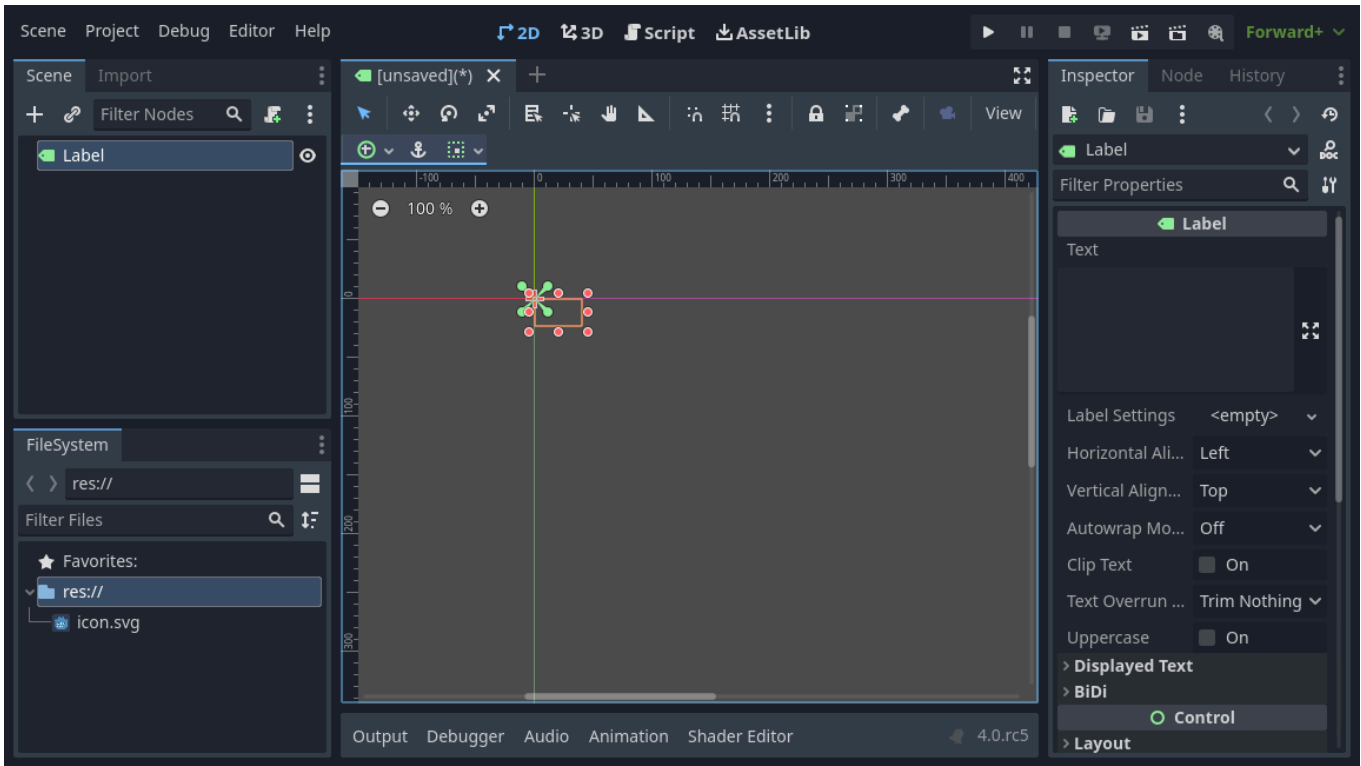 Scene Project Debug Editor Help 2D 3D Script AssetLib Forward+
Scene Import
Filter Nodes
Label
FileSystem
res://
Filter Files
Favorites:
res://
icon.svg
[unsaved](*)
View
-100 0 100 200 300 400
100 %
0
100
200
300
Output Debugger Audio Animation Shader Editor 4.0.rc5
Inspector Node History
Label DOC
Filter Properties
Label
Text
Label Settings <empty>
Horizontal Ali... Left
Vertical Align... Top
Autowrap Mo... Off
Clip Text On
Text Overrun ... Trim Nothing
Uppercase On
Displayed Text
BiDi
Control
Layout